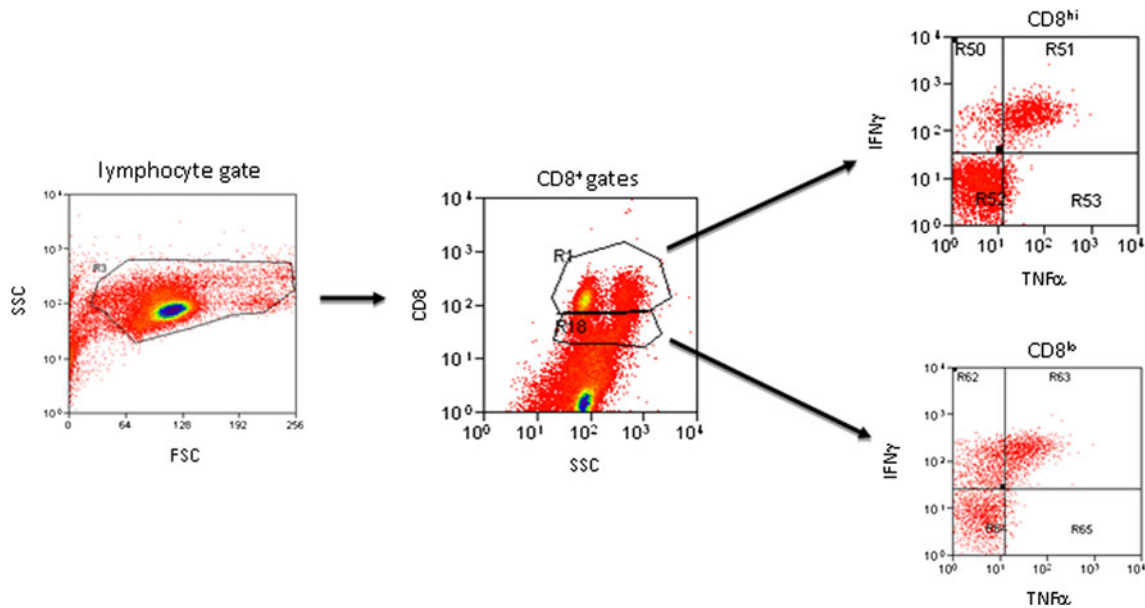 lymphocyte gate
10⁴
10³
10²
10¹
10⁰
SSC
R3
0 64 128 192 256
FSC
CD8⁺ gates
10⁴
10³
10²
10¹
10⁰
CD8
R1
R18
10⁰ 10¹ 10² 10³ 10⁴
SSC
CD8ʰⁱ
10⁴
10³
10²
10¹
10⁰
IFNγ
R50 R51
R52 R53
10⁰ 10¹ 10² 10³ 10⁴
TNFα
CD8ˡᵒ
10⁴
10³
10²
10¹
10⁰
IFNγ
R62 R63
R65
10⁰ 10¹ 10² 10³ 10⁴
TNFα